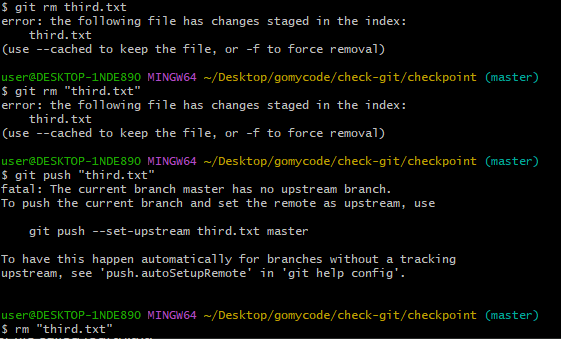 $ git rm third.txt
error: the following file has changes staged in the index:
    third.txt
(use --cached to keep the file, or -f to force removal)

user@DESKTOP-1NDE89O MINGW64 ~/Desktop/gomycode/check-git/checkpoint (master)
$ git rm "third.txt"
error: the following file has changes staged in the index:
    third.txt
(use --cached to keep the file, or -f to force removal)

user@DESKTOP-1NDE89O MINGW64 ~/Desktop/gomycode/check-git/checkpoint (master)
$ git push "third.txt"
fatal: The current branch master has no upstream branch.
To push the current branch and set the remote as upstream, use

    git push --set-upstream third.txt master

To have this happen automatically for branches without a tracking
upstream, see 'push.autoSetupRemote' in 'git help config'.

user@DESKTOP-1NDE89O MINGW64 ~/Desktop/gomycode/check-git/checkpoint (master)
$ rm "third.txt"